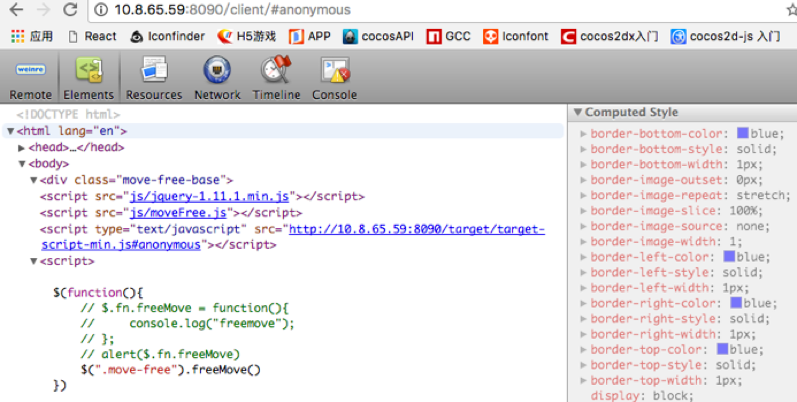 10.8.65.59:8090/client/#anonymous
应用 React Iconfinder H5游戏 APP cocosAPI GCC Iconfont cocos2dx入门 cocos2d-js 入门
weinre
Remote Elements Resources Network Timeline Console
<!DOCTYPE html>
▼<html lang="en">
▶<head>…</head>
▼<body>
▼<div class="move-free-base">
<script src="js/jquery-1.11.1.min.js"></script>
<script src="js/moveFree.js"></script>
<script type="text/javascript" src="http://10.8.65.59:8090/target/target-
script-min.js#anonymous"></script>
▼<script>
$(function(){
// $.fn.freeMove = function(){
// console.log("freemove");
// };
// alert($.fn.freeMove)
$(".move-free").freeMove()
})
▼Computed Style
▶border-bottom-color: blue;
▶border-bottom-style: solid;
▶border-bottom-width: 1px;
▶border-image-outset: 0px;
▶border-image-repeat: stretch;
▶border-image-slice: 100%;
▶border-image-source: none;
▶border-image-width: 1;
▶border-left-color: blue;
▶border-left-style: solid;
▶border-left-width: 1px;
▶border-right-color: blue;
▶border-right-style: solid;
▶border-right-width: 1px;
▶border-top-color: blue;
▶border-top-style: solid;
▶border-top-width: 1px;
display: block;